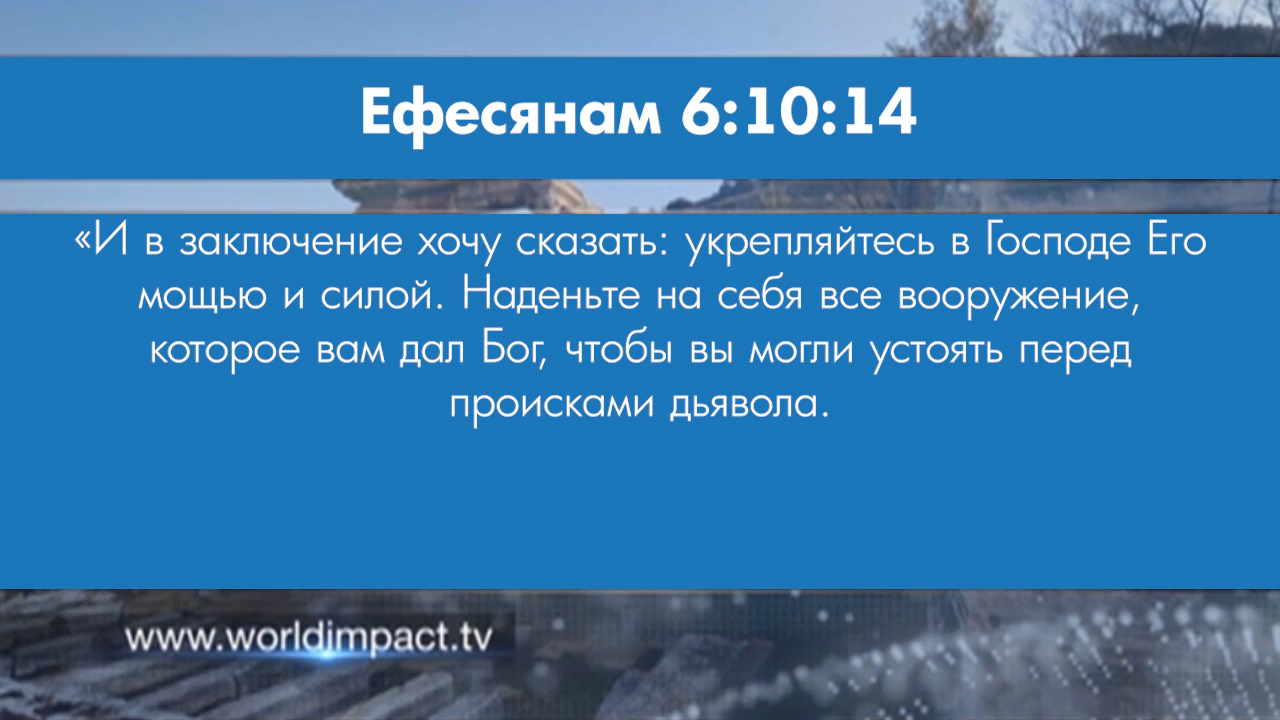 Ефесянам 6:10:14
«И в заключение хочу сказать: укрепляйтесь в Господе Его
мощью и силой. Наденьте на себя все вооружение,
которое вам дал Бог, чтобы вы могли устоять перед
происками дьявола.
www.worldimpact.tv